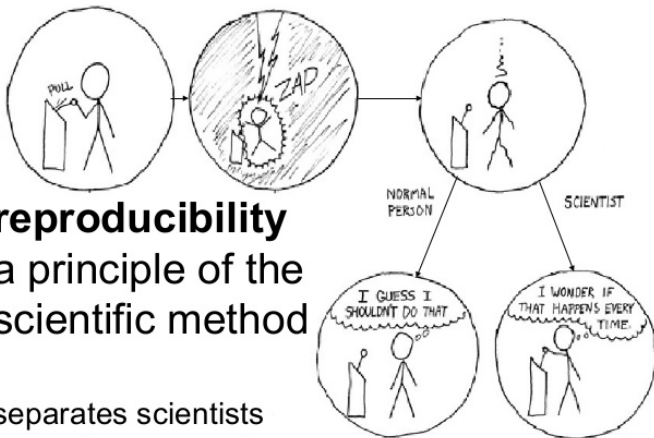 PULL
ZAP
NORMAL
PERSON
SCIENTIST
reproducibility
a principle of the
scientific method
I GUESS I
SHOULDN'T DO THAT
I WONDER IF
THAT HAPPENS EVERY
TIME.
separates scientists